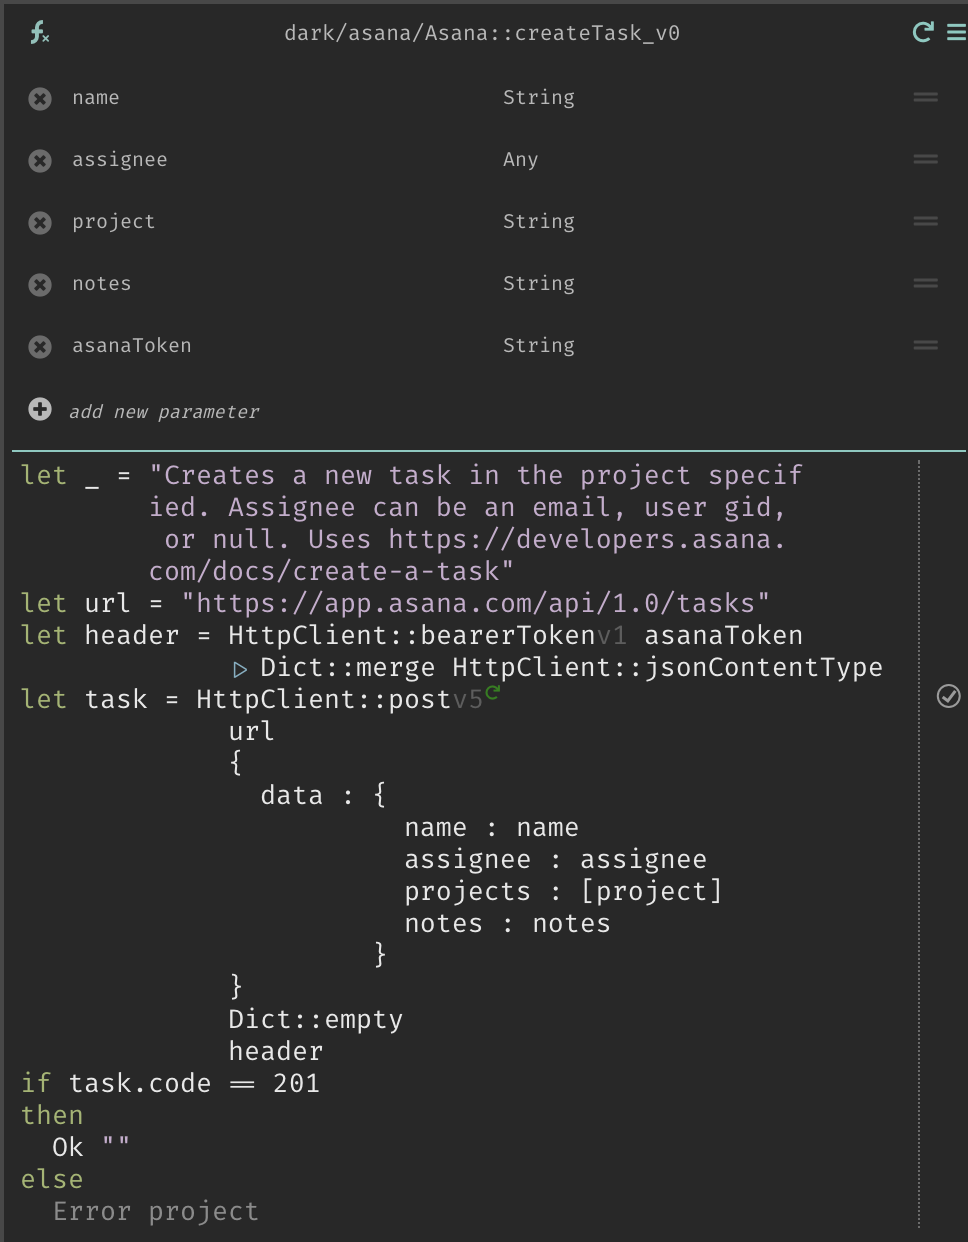 dark/asana/Asana::createTask_v0
name String
assignee Any
project String
notes String
asanaToken String
add new parameter
let _ = "Creates a new task in the project specif
ied. Assignee can be an email, user gid,
or null. Uses https://developers.asana.
com/docs/create-a-task"
let url = "https://app.asana.com/api/1.0/tasks"
let header = HttpClient::bearerTokenv1 asanaToken
▷ Dict::merge HttpClient::jsonContentType
let task = HttpClient::postv5
url
{
data : {
name : name
assignee : assignee
projects : [project]
notes : notes
}
}
Dict::empty
header
if task.code == 201
then
Ok ""
else
Error project